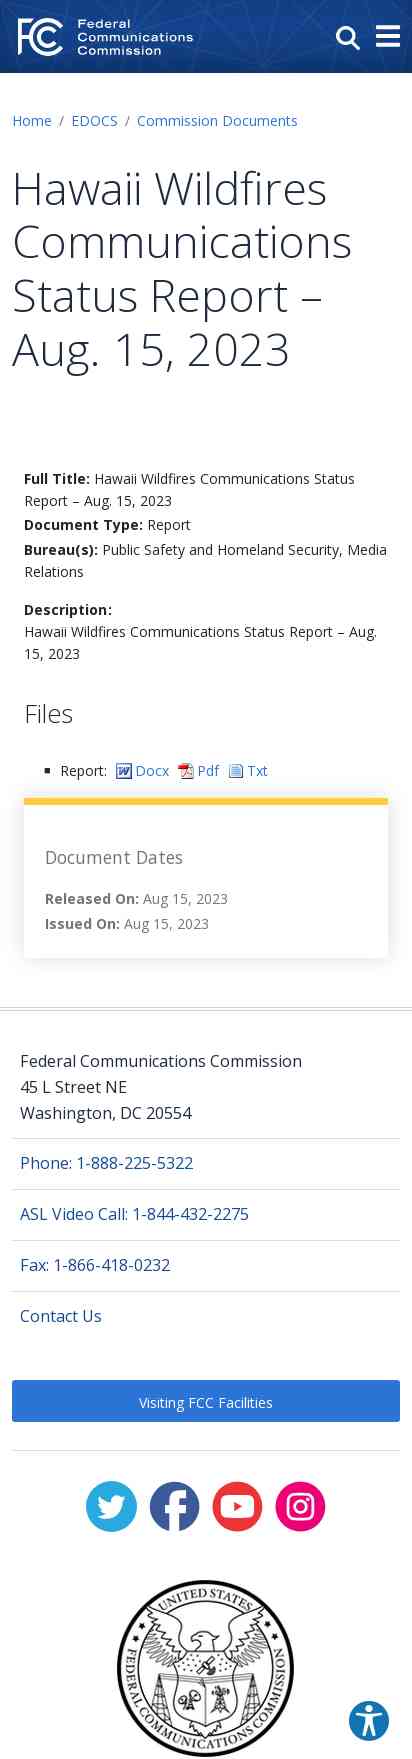 FC
Federal
Communications
Commission
Home / EDOCS / Commission Documents
Hawaii Wildfires
Communications
Status Report –
Aug. 15, 2023
Full Title: Hawaii Wildfires Communications Status
Report – Aug. 15, 2023
Document Type: Report
Bureau(s): Public Safety and Homeland Security, Media
Relations
Description:
Hawaii Wildfires Communications Status Report – Aug.
15, 2023
Files
Report: Docx Pdf Txt
Document Dates
Released On: Aug 15, 2023
Issued On: Aug 15, 2023
Federal Communications Commission
45 L Street NE
Washington, DC 20554
Phone: 1-888-225-5322
ASL Video Call: 1-844-432-2275
Fax: 1-866-418-0232
Contact Us
Visiting FCC Facilities
UNITED STATES
FEDERAL COMMUNICATIONS COMMISSION